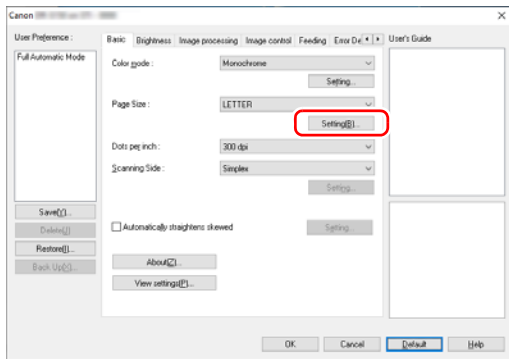 Canon
User Preference :
Full Automatic Mode
Save(Y)...
Delete(J)
Restore(I)...
Back Up(X)...
Basic Brightness Image processing Image control Feeding Error De
Color mode : Monochrome
Setting...
Page Size : LETTER
Setting(B)...
Dots per inch : 300 dpi
Scanning Side : Simplex
Setting...
Automatically straightens skewed Setting...
About(Z)...
View settings(P)...
User's Guide
OK Cancel Default Help